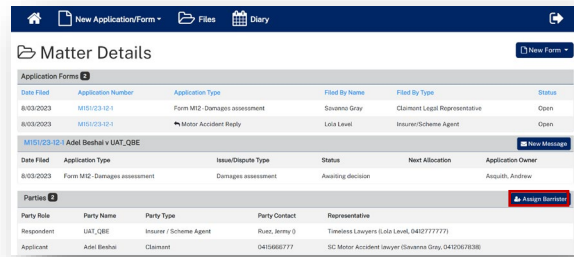 New Application/Form Files Diary
Matter Details
New Form
Application Forms 2
Date Filed Application Number Application Type Filed By Name Filed By Type Status
8/03/2023 M151/23-12-1 Form M12 -Damages assessment Savanna Gray Claimant Legal Representative Open
8/03/2023 M151/23-12-1 Motor Accident Reply Lola Level Insurer/Scheme Agent Open
M151/23-12-1 Adel Beshai v UAT_QBE New Message
Date Filed Application Type Issue/Dispute Type Status Next Allocation Application Owner
8/03/2023 Form M12 - Damages assessment Damages assessment Awaiting decision Asquith, Andrew
Parties 2 Assign Barrister
Party Role Party Name Party Type Party Contact Representative
Respondent UAT_QBE Insurer / Scheme Agent Ruez, Jermy () Timeless Lawyers (Lola Level, 0412777777)
Applicant Adel Beshai Claimant 0415666777 SC Motor Accident lawyer (Savanna Gray, 0412067838)